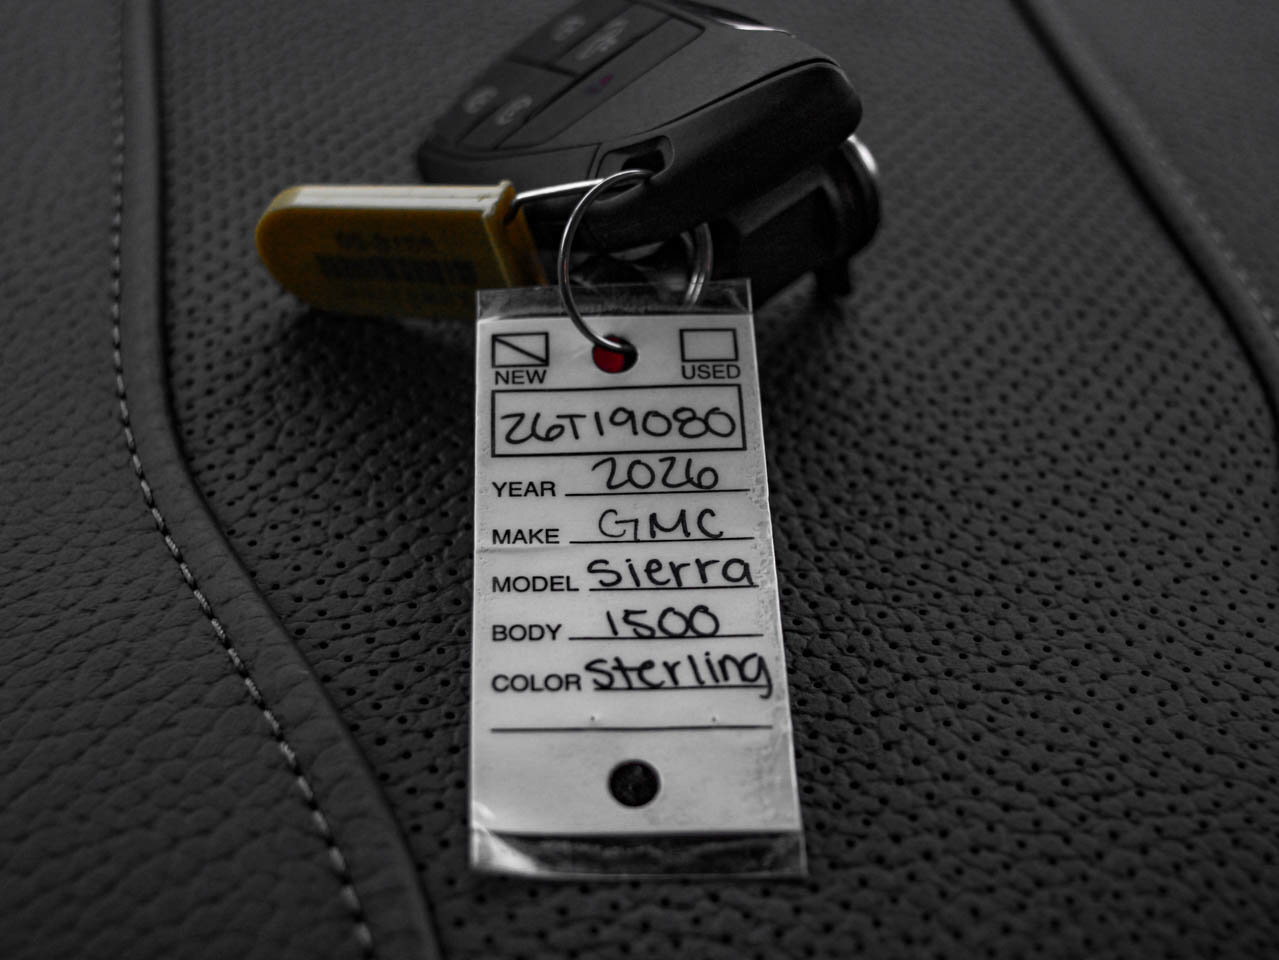 NEW USED
26T19080
YEAR 2026
MAKE GMC
MODEL Sierra
BODY 1500
COLOR Sterling